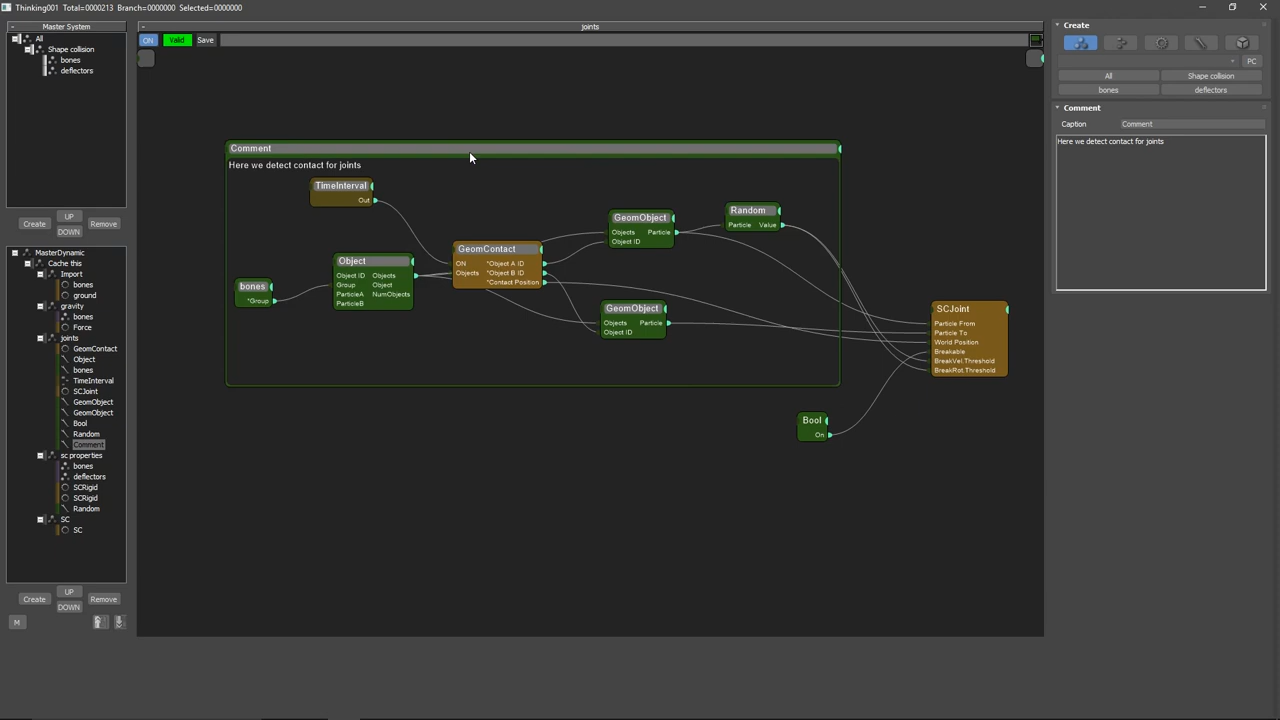 Thinking001 Total=0000213 Branch=0000000 Selected=0000000
Master System
All
Shape collision
bones
deflectors
Create
UP
DOWN
Remove
MasterDynamic
Cache this
Import
bones
ground
gravity
bones
Force
joints
GeomContact
Object
bones
TimeInterval
SCJoint
GeomObject
GeomObject
Bool
Random
Comment
sc properties
bones
deflectors
SCRigid
SCRigid
Random
SC
SC
Create
UP
DOWN
Remove
M
joints
ON Valid Save
Comment
Here we detect contact for joints
TimeInterval
Out
bones
*Group
Object
Object ID Objects
Group Object
ParticleA NumObjects
ParticleB
GeomContact
ON *Object A ID
Objects *Object B ID
*Contact Position
GeomObject
Objects Particle
Object ID
GeomObject
Objects Particle
Object ID
Random
Particle Value
Bool
On
SCJoint
Particle From
Particle To
World Position
Breakable
BreakVel.Threshold
BreakRot.Threshold
Create
PC
All Shape collision
bones deflectors
Comment
Caption Comment
Here we detect contact for joints